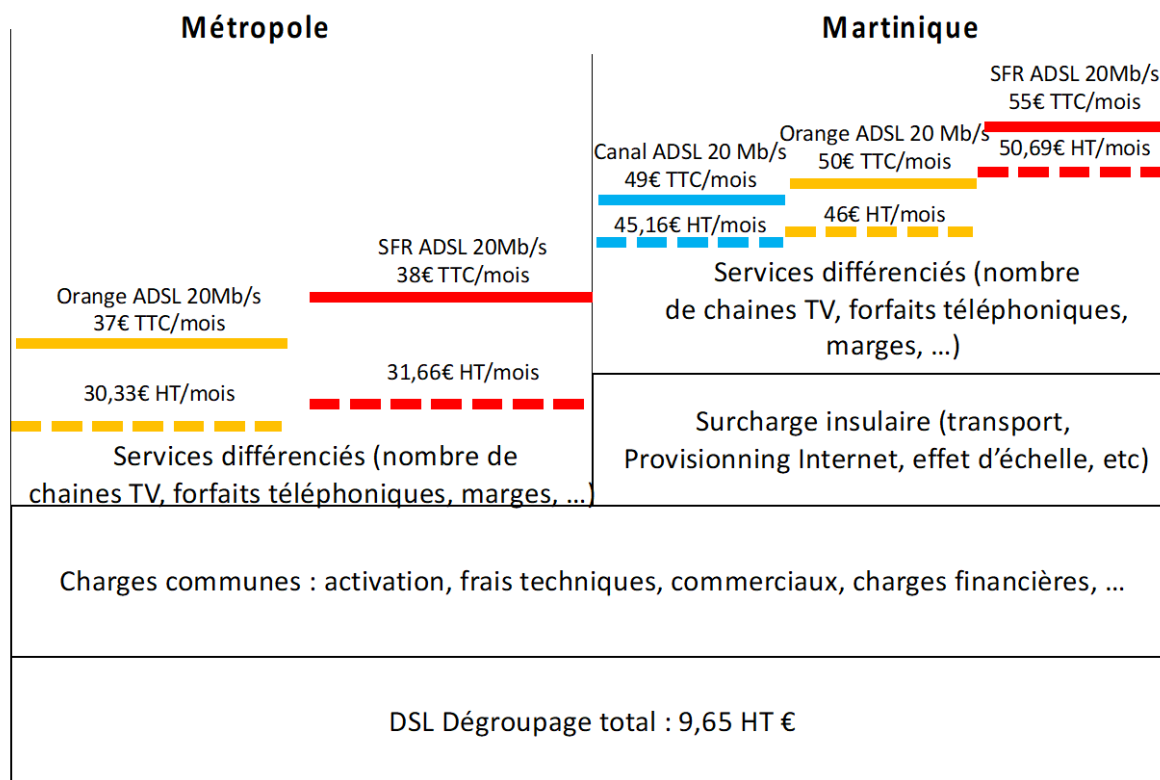 Métropole
Martinique
Orange ADSL 20Mb/s
37€ TTC/mois
30,33€ HT/mois
SFR ADSL 20Mb/s
38€ TTC/mois
31,66€ HT/mois
Services différenciés (nombre de
chaines TV, forfaits téléphoniques, marges, ...)
Canal ADSL 20 Mb/s
49€ TTC/mois
45,16€ HT/mois
Orange ADSL 20 Mb/s
50€ TTC/mois
46€ HT/mois
SFR ADSL 20Mb/s
55€ TTC/mois
50,69€ HT/mois
Services différenciés (nombre
de chaines TV, forfaits téléphoniques,
marges, ...)
Surcharge insulaire (transport,
Provisionning Internet, effet d'échelle, etc)
Charges communes : activation, frais techniques, commerciaux, charges financières, ...
DSL Dégroupage total : 9,65 HT €